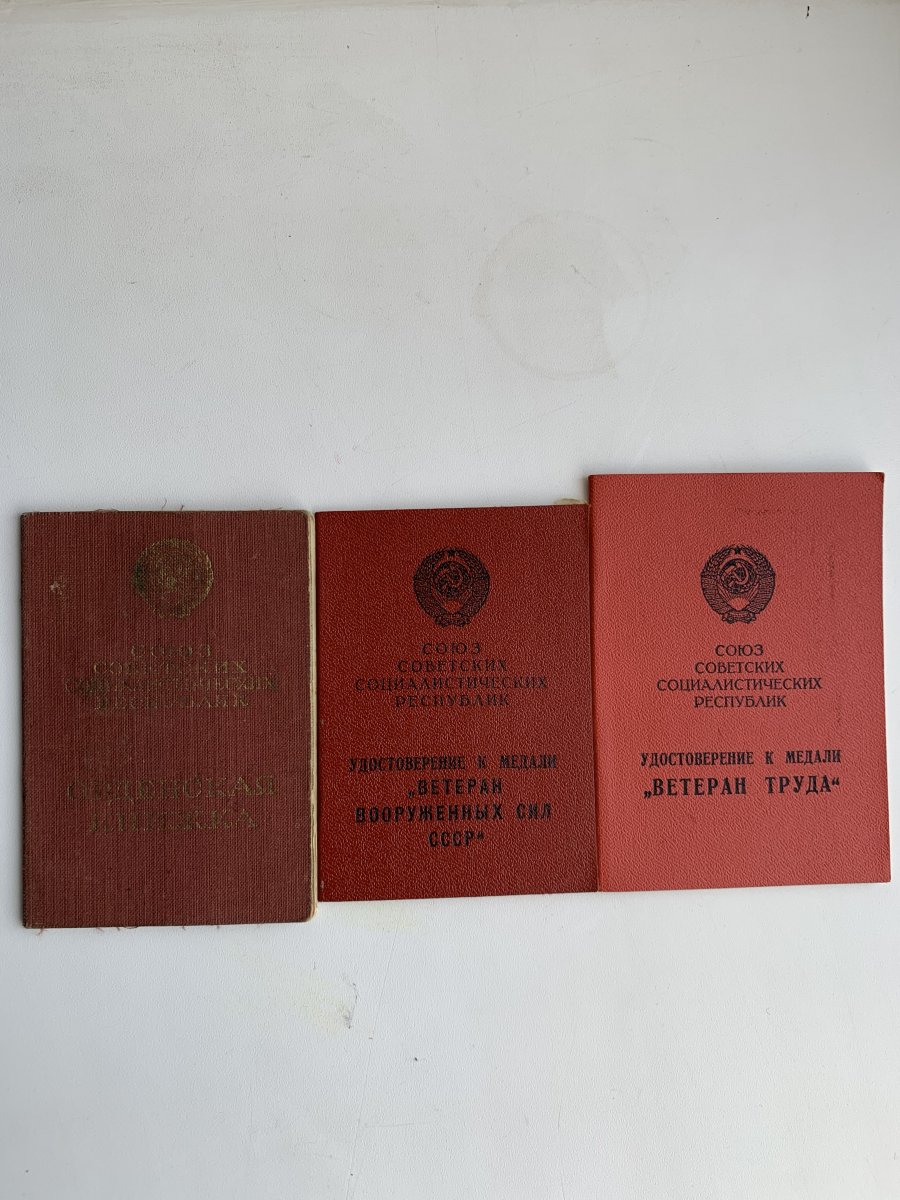 СОЮЗ
СОВЕТСКИХ
СОЦИАЛИСТИЧЕСКИХ
РЕСПУБЛИК
ОРДЕНСКАЯ
КНИЖКА
СОЮЗ
СОВЕТСКИХ
СОЦИАЛИСТИЧЕСКИХ
РЕСПУБЛИК
УДОСТОВЕРЕНИЕ К МЕДАЛИ
„ВЕТЕРАН
ВООРУЖЕННЫХ СИЛ
СССР“
СОЮЗ
СОВЕТСКИХ
СОЦИАЛИСТИЧЕСКИХ
РЕСПУБЛИК
УДОСТОВЕРЕНИЕ К МЕДАЛИ
„ВЕТЕРАН ТРУДА“